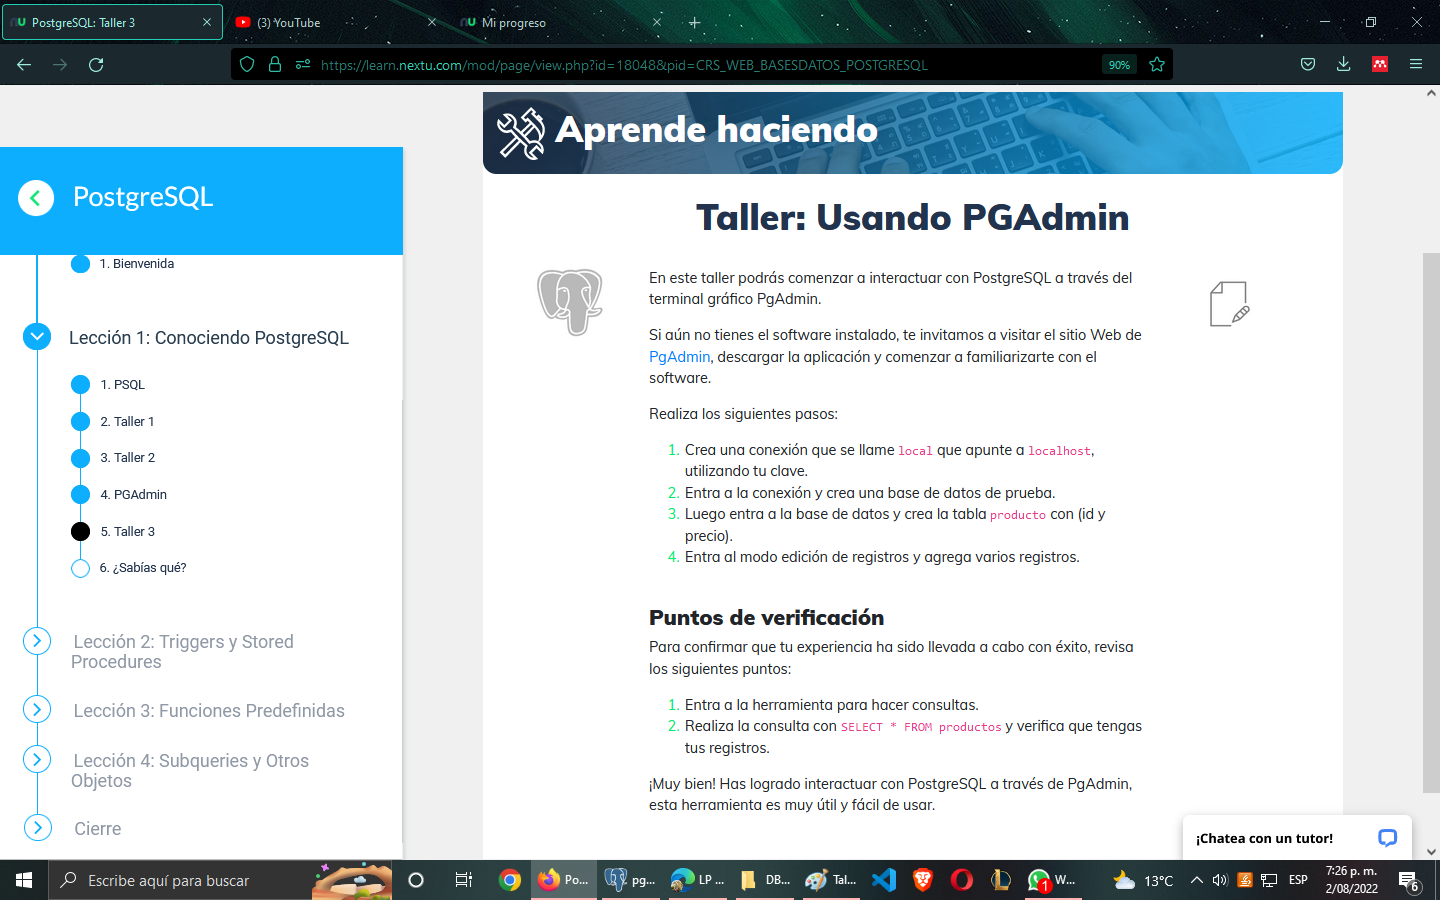 PostgreSQL: Taller 3
(3) YouTube
Mi progreso
https://learn.nextu.com/mod/page/view.php?id=18048&pid=CRS_WEB_BASESDATOS_POSTGRESQL
90%
PostgreSQL
1. Bienvenida
Lección 1: Conociendo PostgreSQL
1. PSQL
2. Taller 1
3. Taller 2
4. PGAdmin
5. Taller 3
6. ¿Sabías qué?
Lección 2: Triggers y Stored
Procedures
Lección 3: Funciones Predefinidas
Lección 4: Subqueries y Otros
Objetos
Cierre
Aprende haciendo
Taller: Usando PGAdmin
En este taller podrás comenzar a interactuar con PostgreSQL a través del
terminal gráfico PgAdmin.
Si aún no tienes el software instalado, te invitamos a visitar el sitio Web de
PgAdmin, descargar la aplicación y comenzar a familiarizarte con el
software.
Realiza los siguientes pasos:
1. Crea una conexión que se llame local que apunte a localhost,
utilizando tu clave.
2. Entra a la conexión y crea una base de datos de prueba.
3. Luego entra a la base de datos y crea la tabla producto con (id y
precio).
4. Entra al modo edición de registros y agrega varios registros.
Puntos de verificación
Para confirmar que tu experiencia ha sido llevada a cabo con éxito, revisa
los siguientes puntos:
1. Entra a la herramienta para hacer consultas.
2. Realiza la consulta con SELECT * FROM productos y verifica que tengas
tus registros.
¡Muy bien! Has logrado interactuar con PostgreSQL a través de PgAdmin,
esta herramienta es muy útil y fácil de usar.
¡Chatea con un tutor!
Escribe aquí para buscar
Po...
pg...
LP ...
DB...
Tal...
1
W...
13°C
ESP
7:26 p. m.
2/08/2022
6